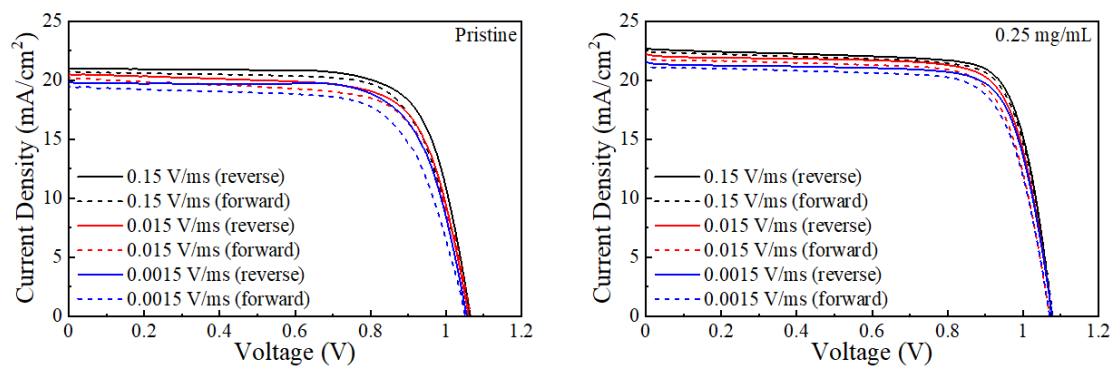 Pristine
Current Density (mA/cm²)
25
20
15
10
5
0
0.15 V/ms (reverse)
0.15 V/ms (forward)
0.015 V/ms (reverse)
0.015 V/ms (forward)
0.0015 V/ms (reverse)
0.0015 V/ms (forward)
0 0.2 0.4 0.6 0.8 1 1.2
Voltage (V)
0.25 mg/mL
Current Density (mA/cm²)
25
20
15
10
5
0
0.15 V/ms (reverse)
0.15 V/ms (forward)
0.015 V/ms (reverse)
0.015 V/ms (forward)
0.0015 V/ms (reverse)
0.0015 V/ms (forward)
0 0.2 0.4 0.6 0.8 1 1.2
Voltage (V)